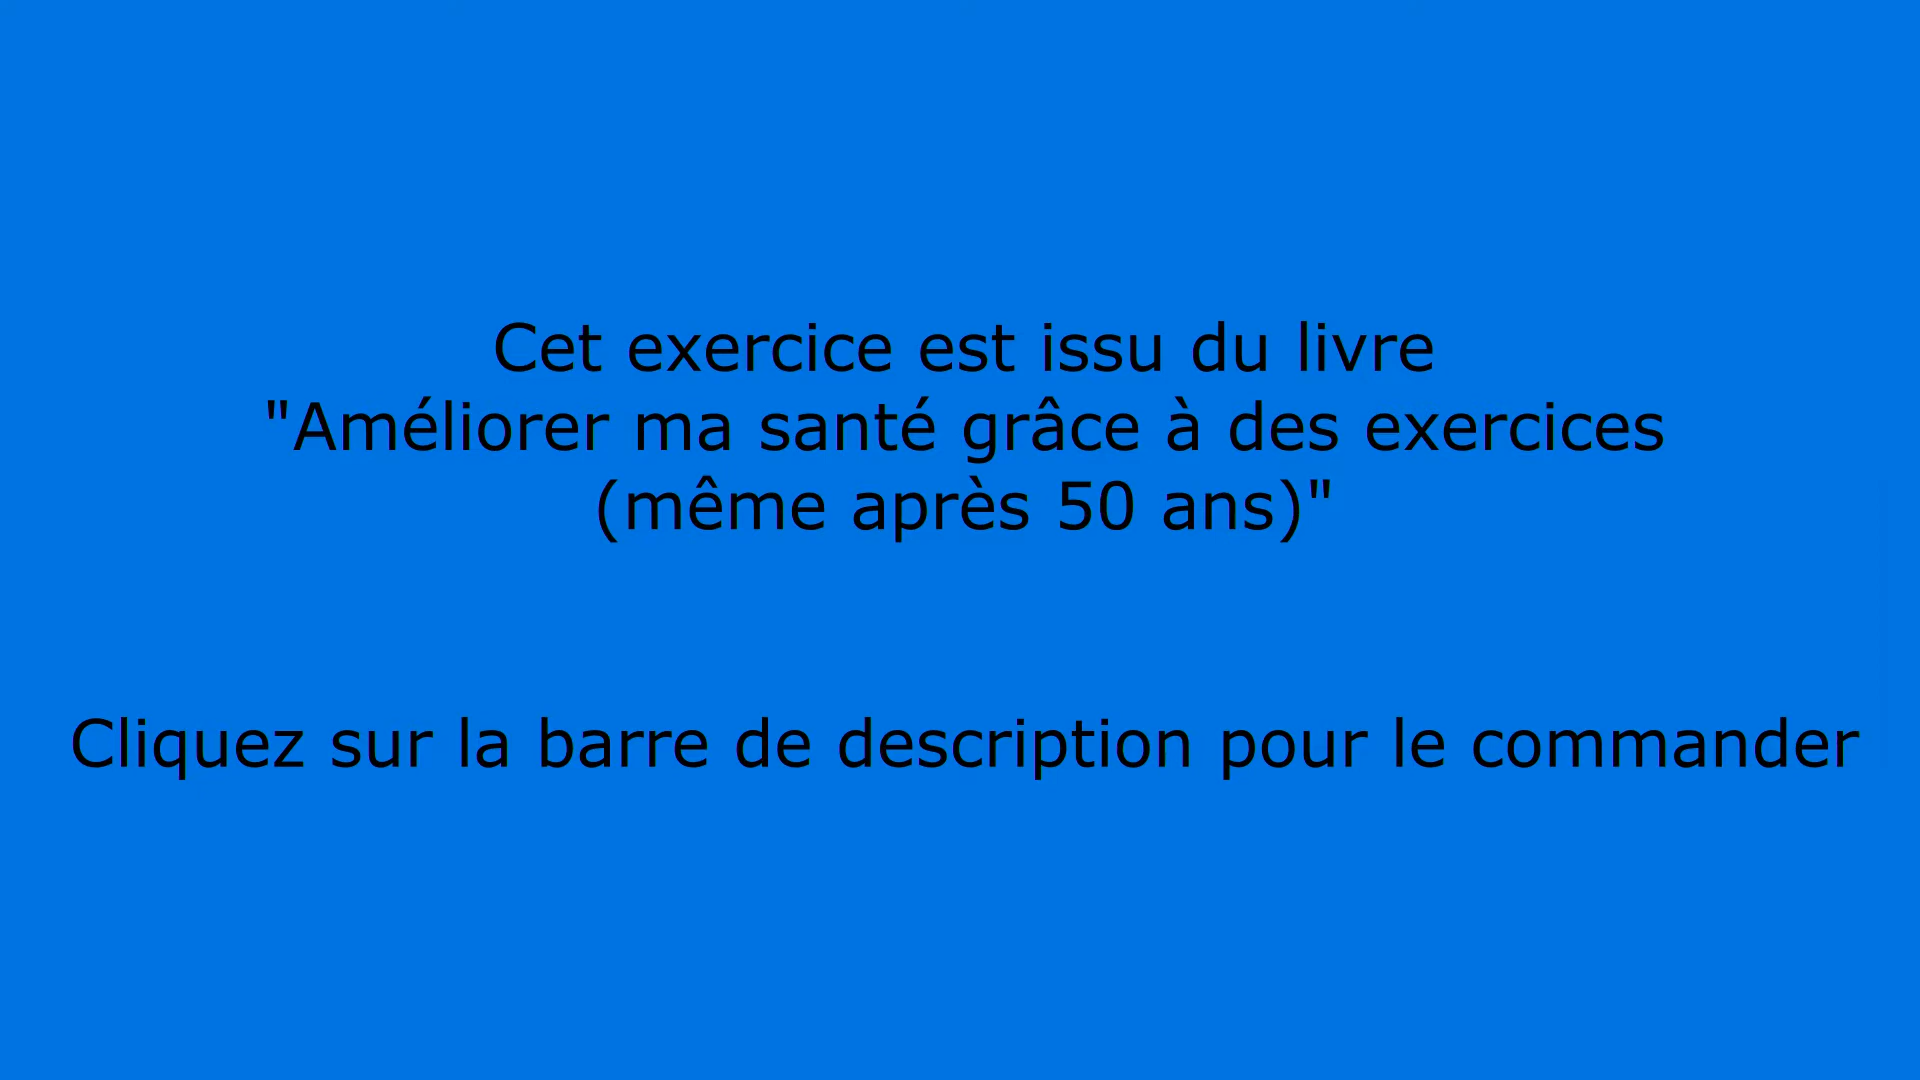 Cet exercice est issu du livre
"Améliorer ma santé grâce à des exercices
(même après 50 ans)"
Cliquez sur la barre de description pour le commander